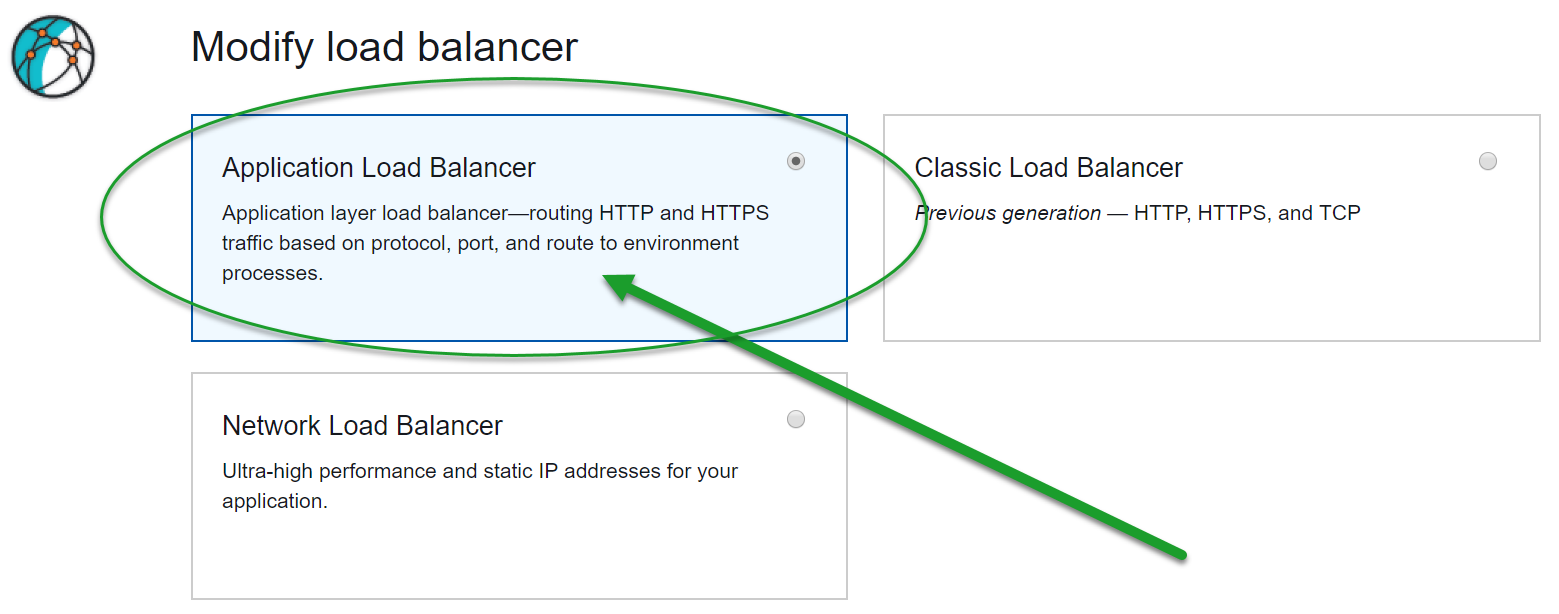 Modify load balancer
Application Load Balancer
Application layer load balancer—routing HTTP and HTTPS
traffic based on protocol, port, and route to environment
processes.
Classic Load Balancer
Previous generation — HTTP, HTTPS, and TCP
Network Load Balancer
Ultra-high performance and static IP addresses for your
application.